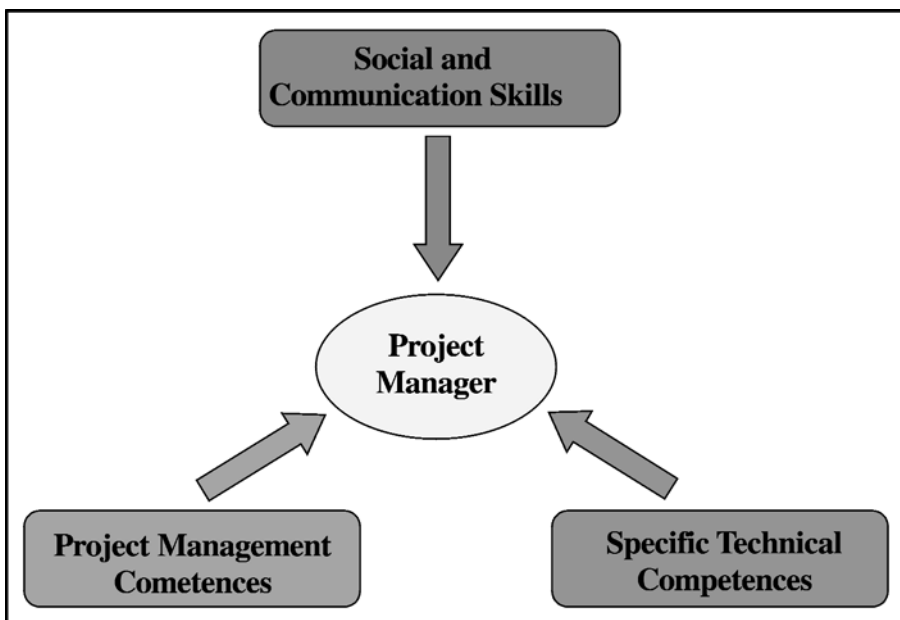 Social and
Communication Skills
Project
Manager
Project Management
Cometences
Specific Technical
Competences